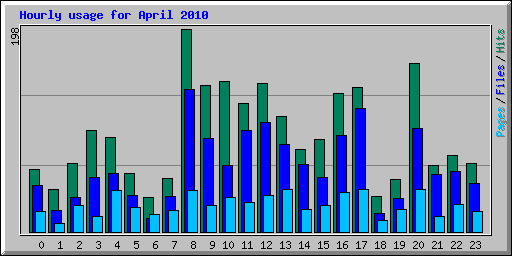 Hourly usage for April 2010
198
Pages/Files/Hits
0 1 2 3 4 5 6 7 8 9 10 11 12 13 14 15 16 17 18 19 20 21 22 23